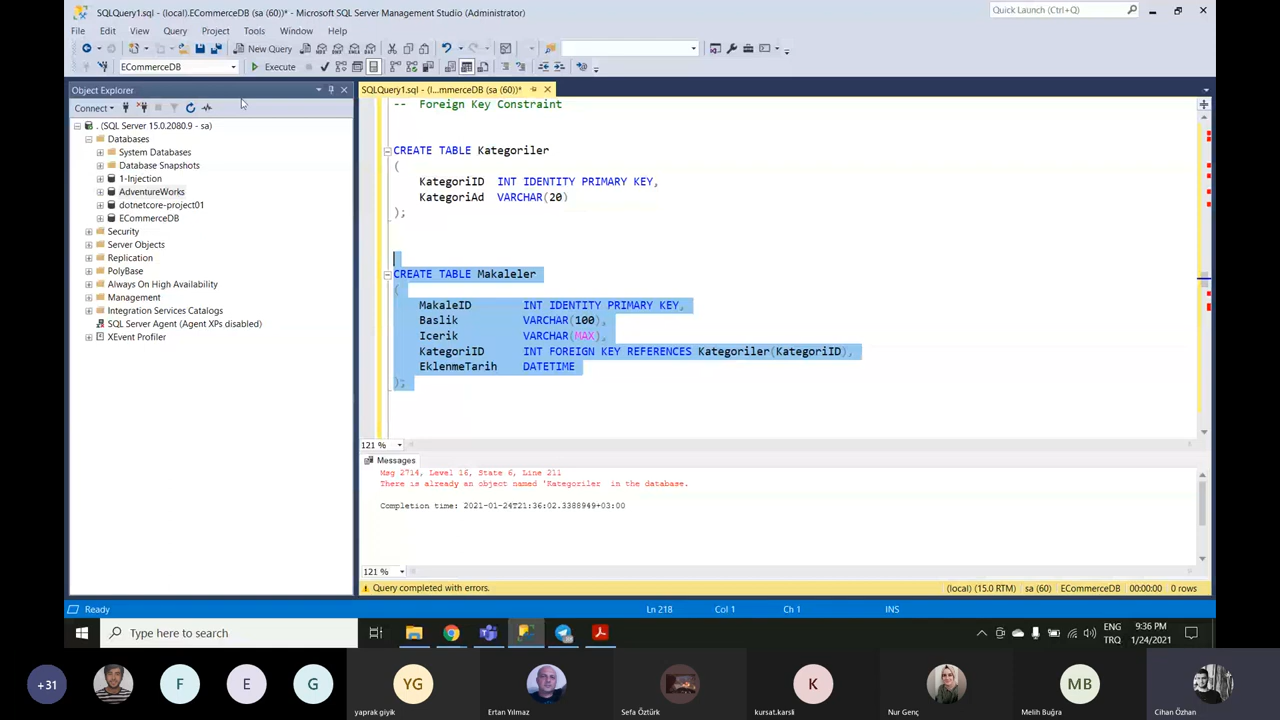 SQLQuery1.sql - (local).ECommerceDB (sa (60))* - Microsoft SQL Server Management Studio (Administrator)
Quick Launch (Ctrl+Q)
File Edit View Query Project Tools Window Help
New Query
ECommerceDB
Execute
Object Explorer
SQLQuery1.sql - (l...mmerceDB (sa (60))*
Connect
. (SQL Server 15.0.2080.9 - sa)
Databases
System Databases
Database Snapshots
1-Injection
AdventureWorks
dotnetcore-project01
ECommerceDB
Security
Server Objects
Replication
PolyBase
Always On High Availability
Management
Integration Services Catalogs
SQL Server Agent (Agent XPs disabled)
XEvent Profiler
-- Foreign Key Constraint
CREATE TABLE Kategoriler
(
KategoriID INT IDENTITY PRIMARY KEY,
KategoriAd VARCHAR(20)
);
CREATE TABLE Makaleler
(
MakaleID INT IDENTITY PRIMARY KEY,
Baslik VARCHAR(100),
Icerik VARCHAR(MAX),
KategoriID INT FOREIGN KEY REFERENCES Kategoriler(KategoriID),
EklenmeTarih DATETIME
);
121 %
Messages
Msg 2714, Level 16, State 6, Line 211
There is already an object named 'Kategoriler' in the database.
Completion time: 2021-01-24T21:36:02.3388949+03:00
121 %
Query completed with errors.
(local) (15.0 RTM) sa (60) ECommerceDB 00:00:00 0 rows
Ready
Ln 218 Col 1 Ch 1 INS
Type here to search
ENG
TRQ
9:36 PM
1/24/2021
+31
F
E
G
YG
K
MB
yaprak giyik
Ertan Yılmaz
Sefa Öztürk
kursat.karsli
Nur Genç
Melih Buğra
Cihan Özhan